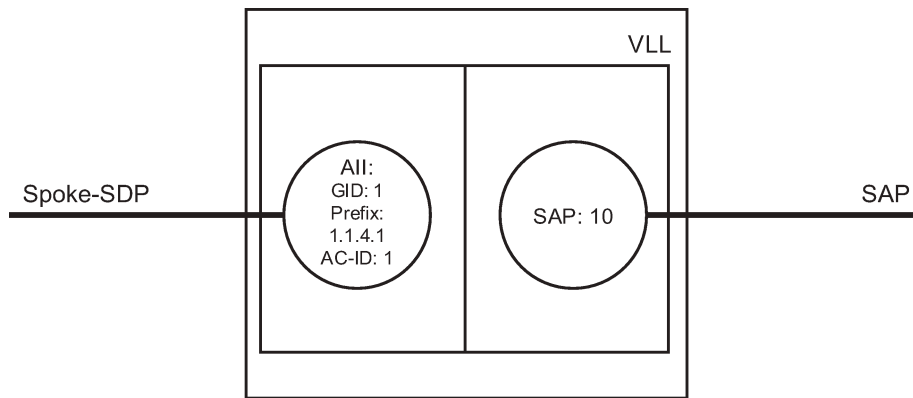 VLL
Spoke-SDP
AII:
GID: 1
Prefix:
1.1.4.1
AC-ID: 1
SAP: 10
SAP